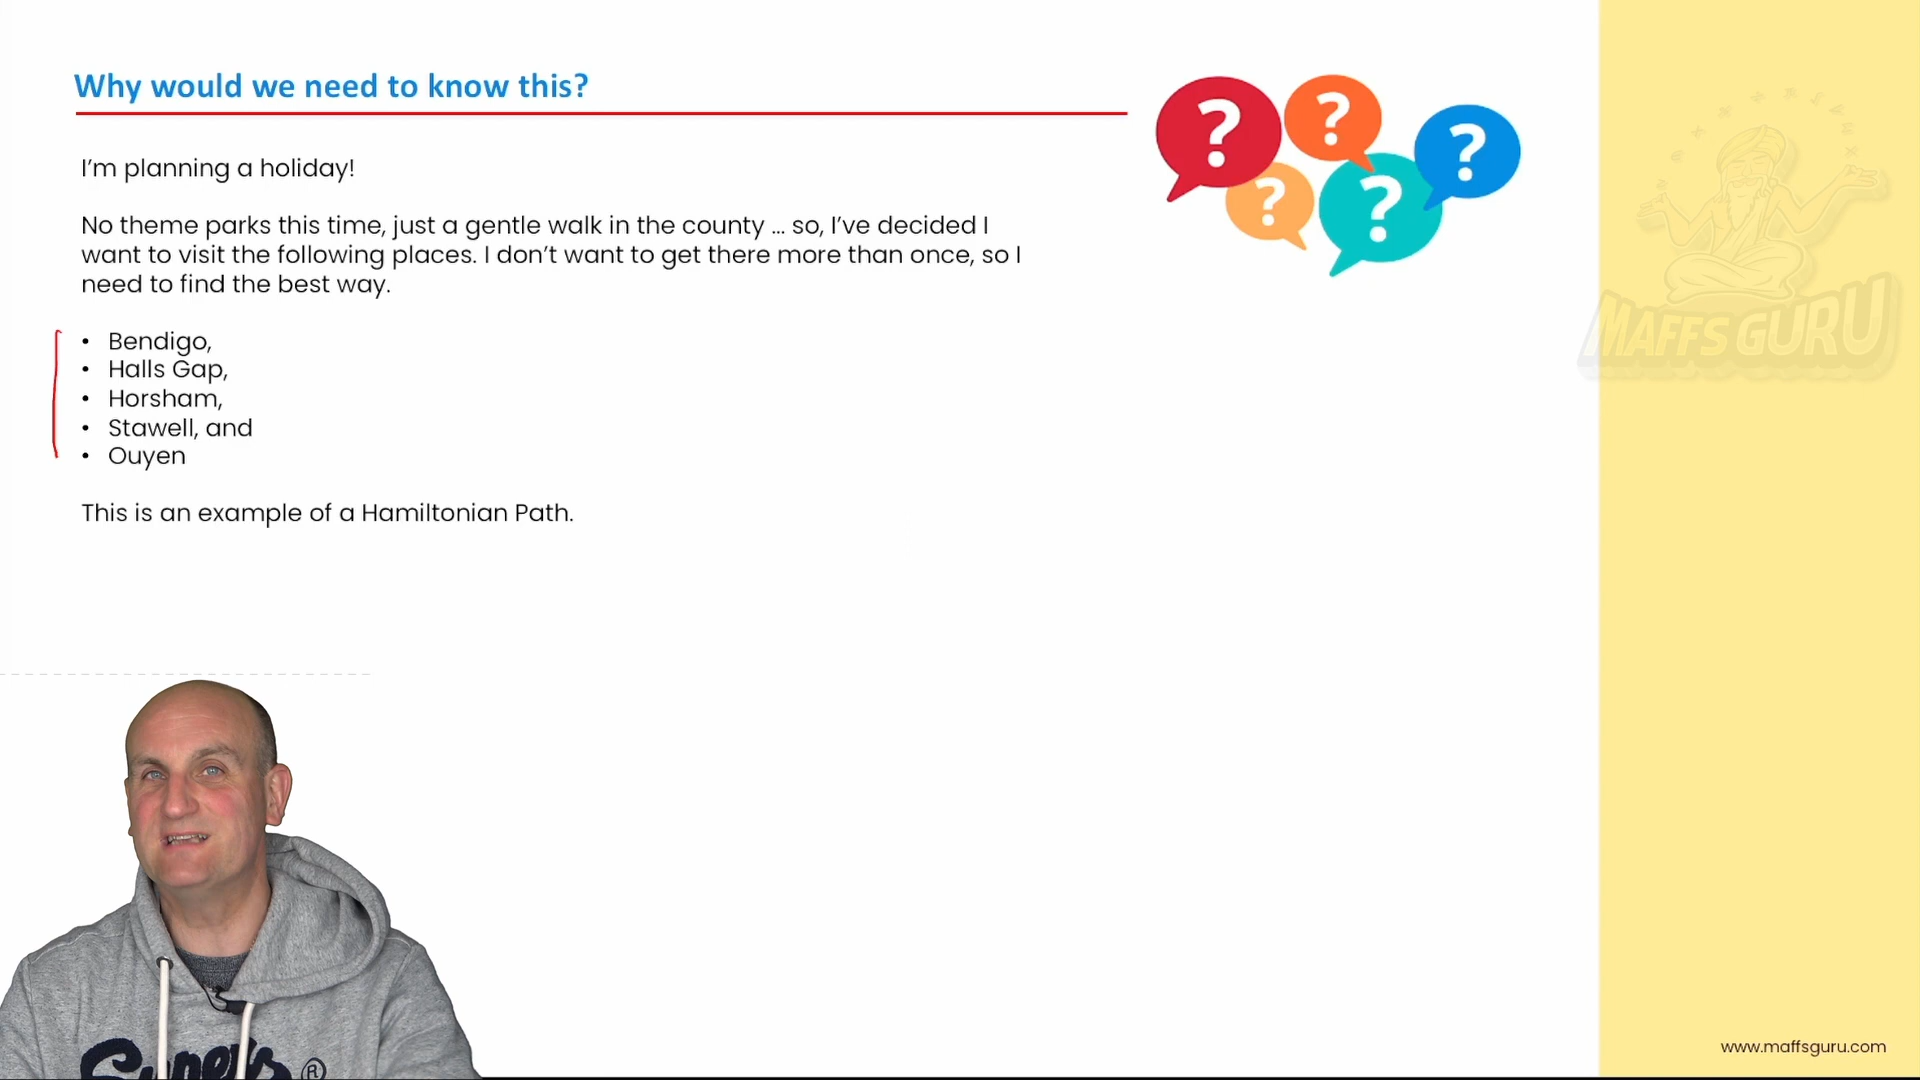 Why would we need to know this?
I'm planning a holiday!
No theme parks this time, just a gentle walk in the county ... so, I've decided I
want to visit the following places. I don't want to get there more than once, so I
need to find the best way.
• Bendigo,
• Halls Gap,
• Horsham,
• Stawell, and
• Ouyen
This is an example of a Hamiltonian Path.
? ? ? ? ?
MAFFS GURU
®
www.maffsguru.com